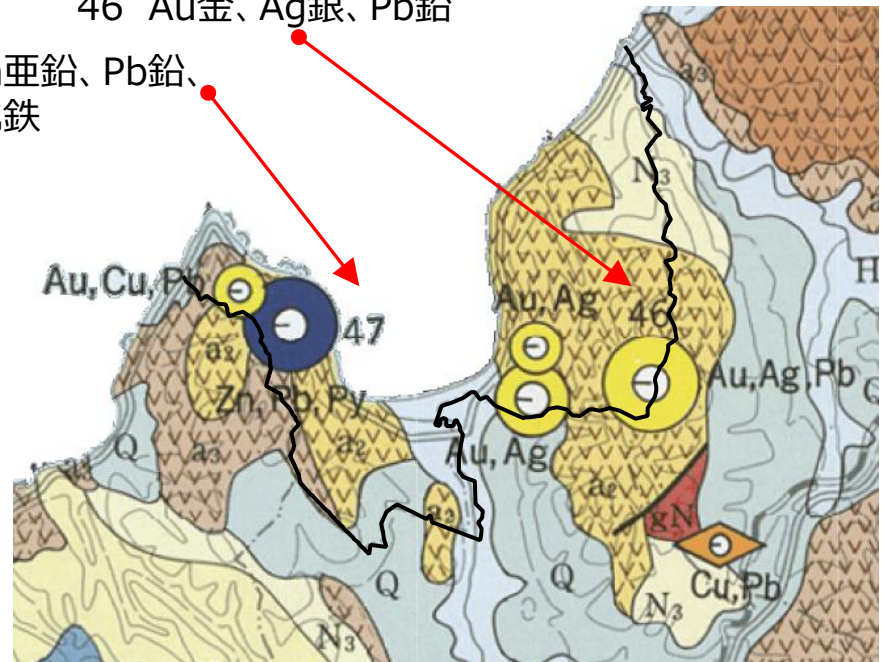 46 Au金、Ag銀、Pb鉛
亜鉛、Pb鉛、
鉄
a3
N3
Au,Cu,Pb
H
Au,Ag
46
47
a2
Au,Ag,Pb
Q
Zn,Pb,Py
Q
a3
a2
Au,Ag
a2
a3
gN
Q
Q
Cu,Pb
N3
N3